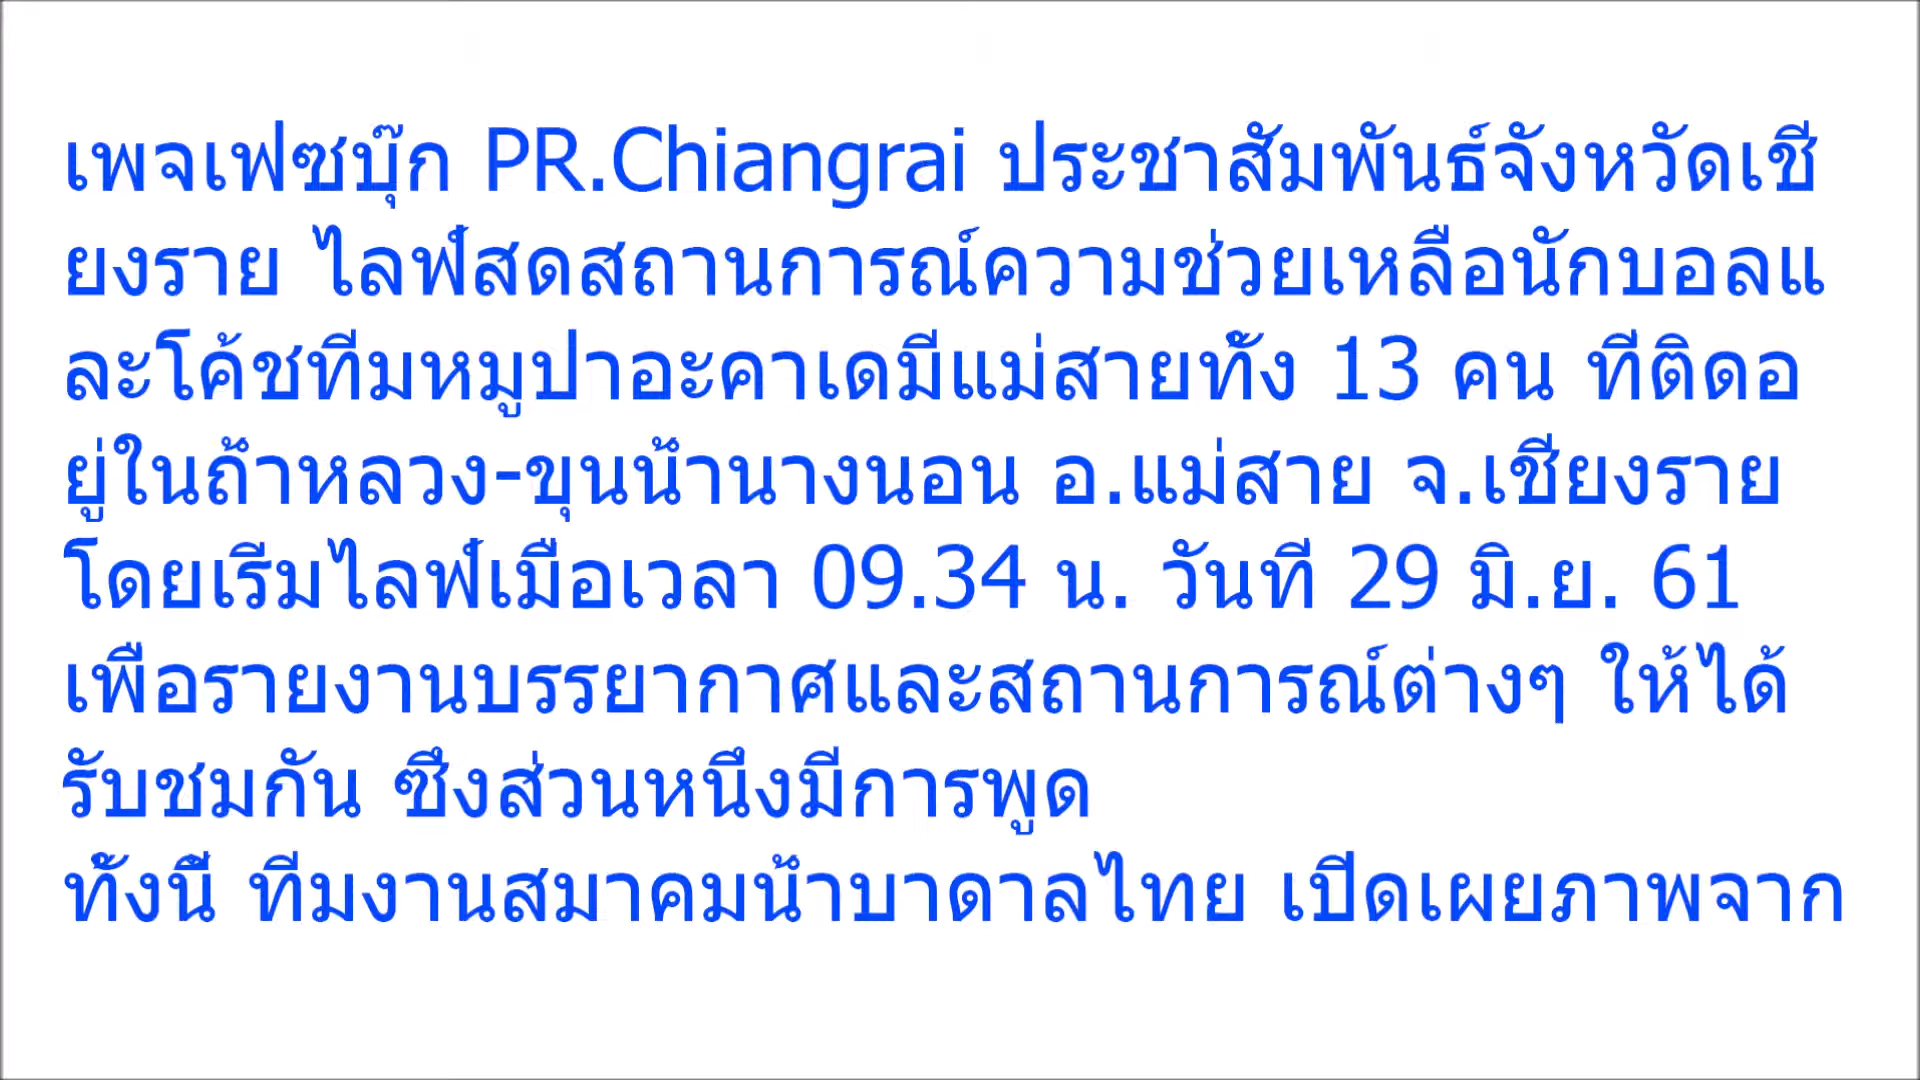 เพจเฟซบุ๊ก PR.Chiangrai ประชาสัมพันธ์จังหวัดเชี
ยงราย ไลฟ์สดสถานการณ์ความช่วยเหลือนักบอลแ
ละโค้ชทีมหมูป่าอะคาเดมีแม่สายทั้ง 13 คน ที่ติดอ
ยู่ในถ้ำหลวง-ขุนน้ำนางนอน อ.แม่สาย จ.เชียงราย
โดยเริ่มไลฟ์เมื่อเวลา 09.34 น. วันที่ 29 มิ.ย. 61
เพื่อรายงานบรรยากาศและสถานการณ์ต่างๆ ให้ได้
รับชมกัน ซึ่งส่วนหนึ่งมีการพูด
ทั้งนี้ ทีมงานสมาคมน้ำบาดาลไทย เปิดเผยภาพจาก